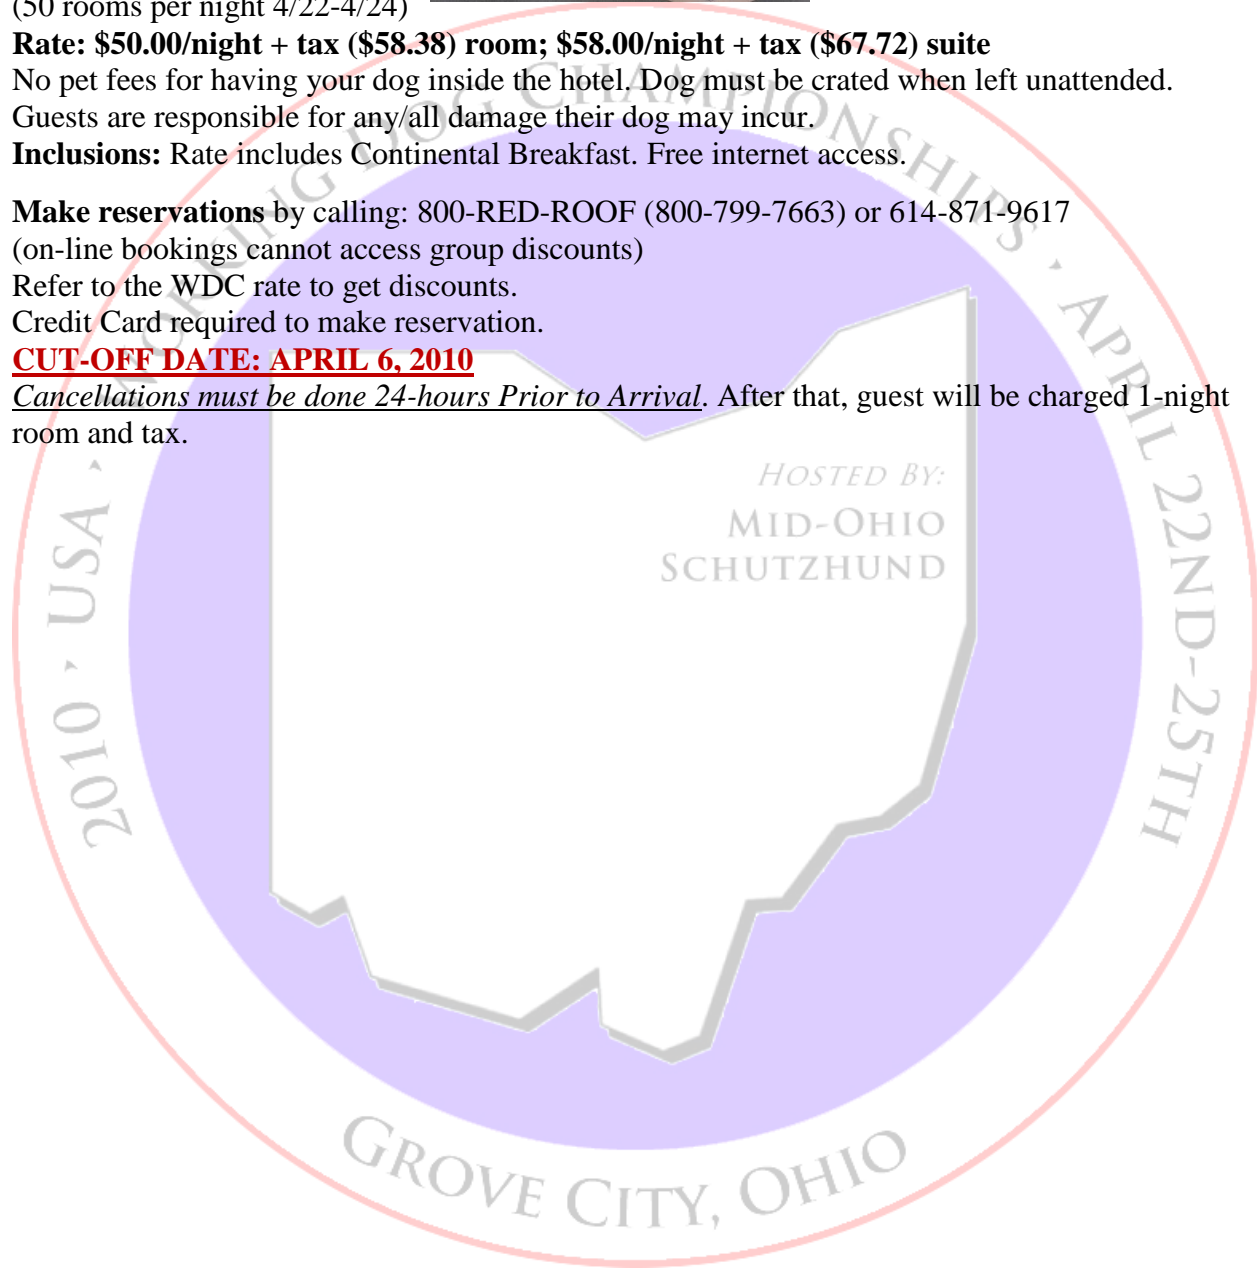 (50 rooms per night 4/22-4/24)
Rate: $50.00/night + tax ($58.38) room; $58.00/night + tax ($67.72) suite
No pet fees for having your dog inside the hotel. Dog must be crated when left unattended.
Guests are responsible for any/all damage their dog may incur.
Inclusions: Rate includes Continental Breakfast. Free internet access.
Make reservations by calling: 800-RED-ROOF (800-799-7663) or 614-871-9617
(on-line bookings cannot access group discounts)
Refer to the WDC rate to get discounts.
Credit Card required to make reservation.
CUT-OFF DATE: APRIL 6, 2010
Cancellations must be done 24-hours Prior to Arrival. After that, guest will be charged 1-night
room and tax.
2010 · USA · WORKING DOG CHAMPIONSHIPS · APRIL 22ND-25TH
HOSTED BY:
MID-OHIO
SCHUTZHUND
GROVE CITY, OHIO